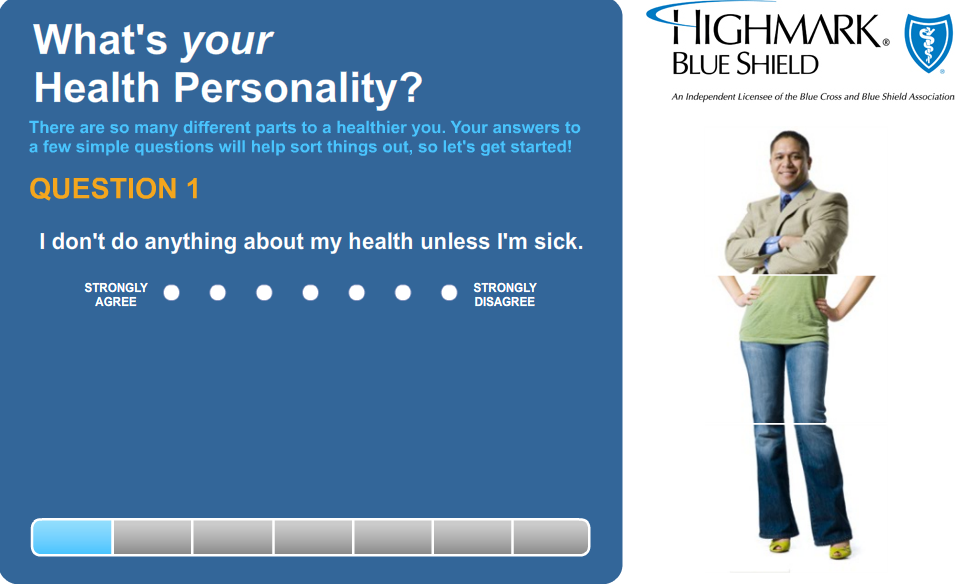 What's your
Health Personality?
There are so many different parts to a healthier you. Your answers to
a few simple questions will help sort things out, so let's get started!
QUESTION 1
I don't do anything about my health unless I'm sick.
STRONGLY
AGREE
STRONGLY
DISAGREE
HIGHMARK®
BLUE SHIELD
®
An Independent Licensee of the Blue Cross and Blue Shield Association